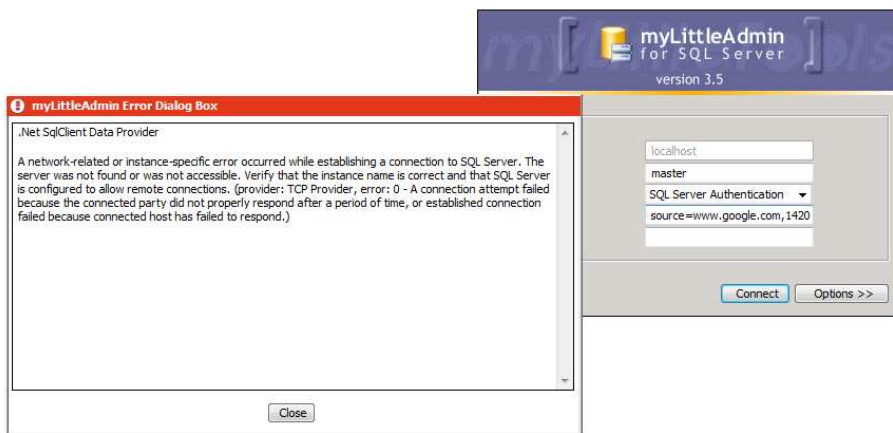 myLittleAdmin
for SQL Server
version 3.5
myLittleAdmin Error Dialog Box
.Net SqlClient Data Provider
A network-related or instance-specific error occurred while establishing a connection to SQL Server. The
server was not found or was not accessible. Verify that the instance name is correct and that SQL Server
is configured to allow remote connections. (provider: TCP Provider, error: 0 - A connection attempt failed
because the connected party did not properly respond after a period of time, or established connection
failed because connected host has failed to respond.)
Close
localhost
master
SQL Server Authentication
source=www.google.com,1420
Connect
Options >>